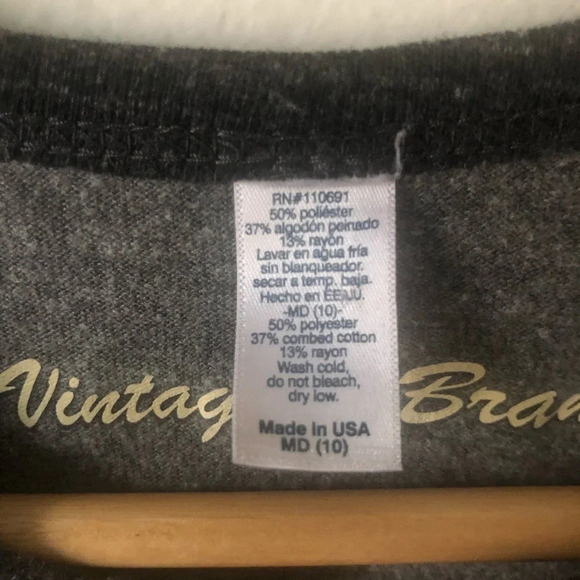 RN#110691
50% poliéster
37% algodón peinado
13% rayón
Lavar en agua fría
sin blanqueador.
secar a temp. baja.
Hecho en EE.UU.
-MD (10)-
50% polyester
37% combed cotton
13% rayon
Wash cold,
do not bleach,
dry low.
Made in USA
MD (10)
Vintag Bran